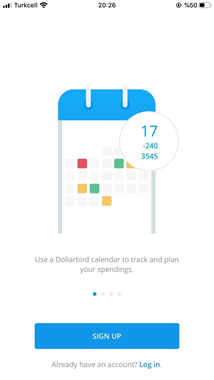 Turkcell 20:26 %50
17
-240
3545
Use a Dollarbird calendar to track and plan
your spendings.
SIGN UP
Already have an account? Log in.